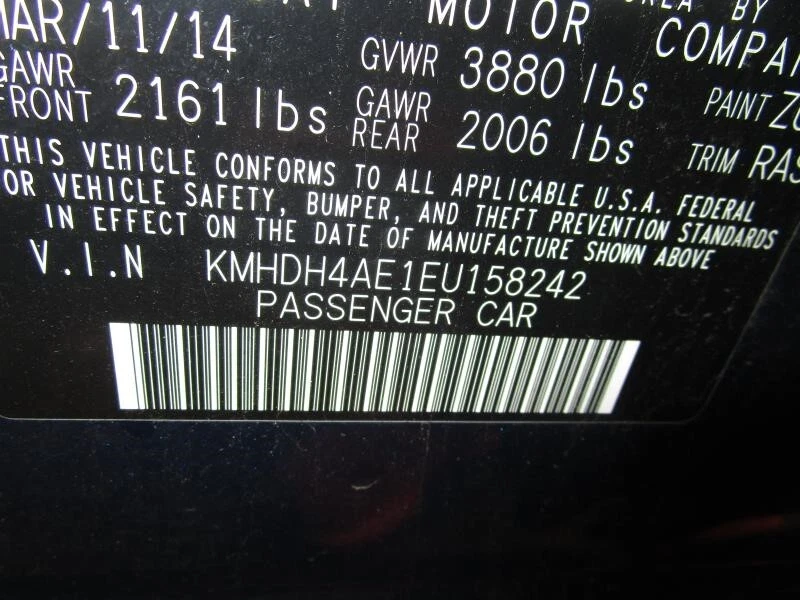 BY
MOTOR
MAR/11/14
GVWR 3880 lbs
GAWR FRONT 2161 lbs
GAWR REAR 2006 lbs
PAINT
TRIM
THIS VEHICLE CONFORMS TO ALL APPLICABLE U.S.A. FEDERAL
OR VEHICLE SAFETY, BUMPER, AND THEFT PREVENTION STANDARDS
IN EFFECT ON THE DATE OF MANUFACTURE SHOWN ABOVE
V.I.N KMHDH4AE1EU158242
PASSENGER CAR